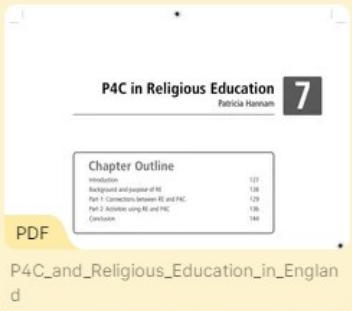 P4C in Religious Education
7
Patricia Hannam
Chapter Outline
Introduction 127
Background and purpose of RE 128
Part 1: Connections between RE and P4C 129
Part 2: Activities using RE and P4C 136
Conclusion 144
PDF
P4C_and_Religious_Education_in_Englan
d